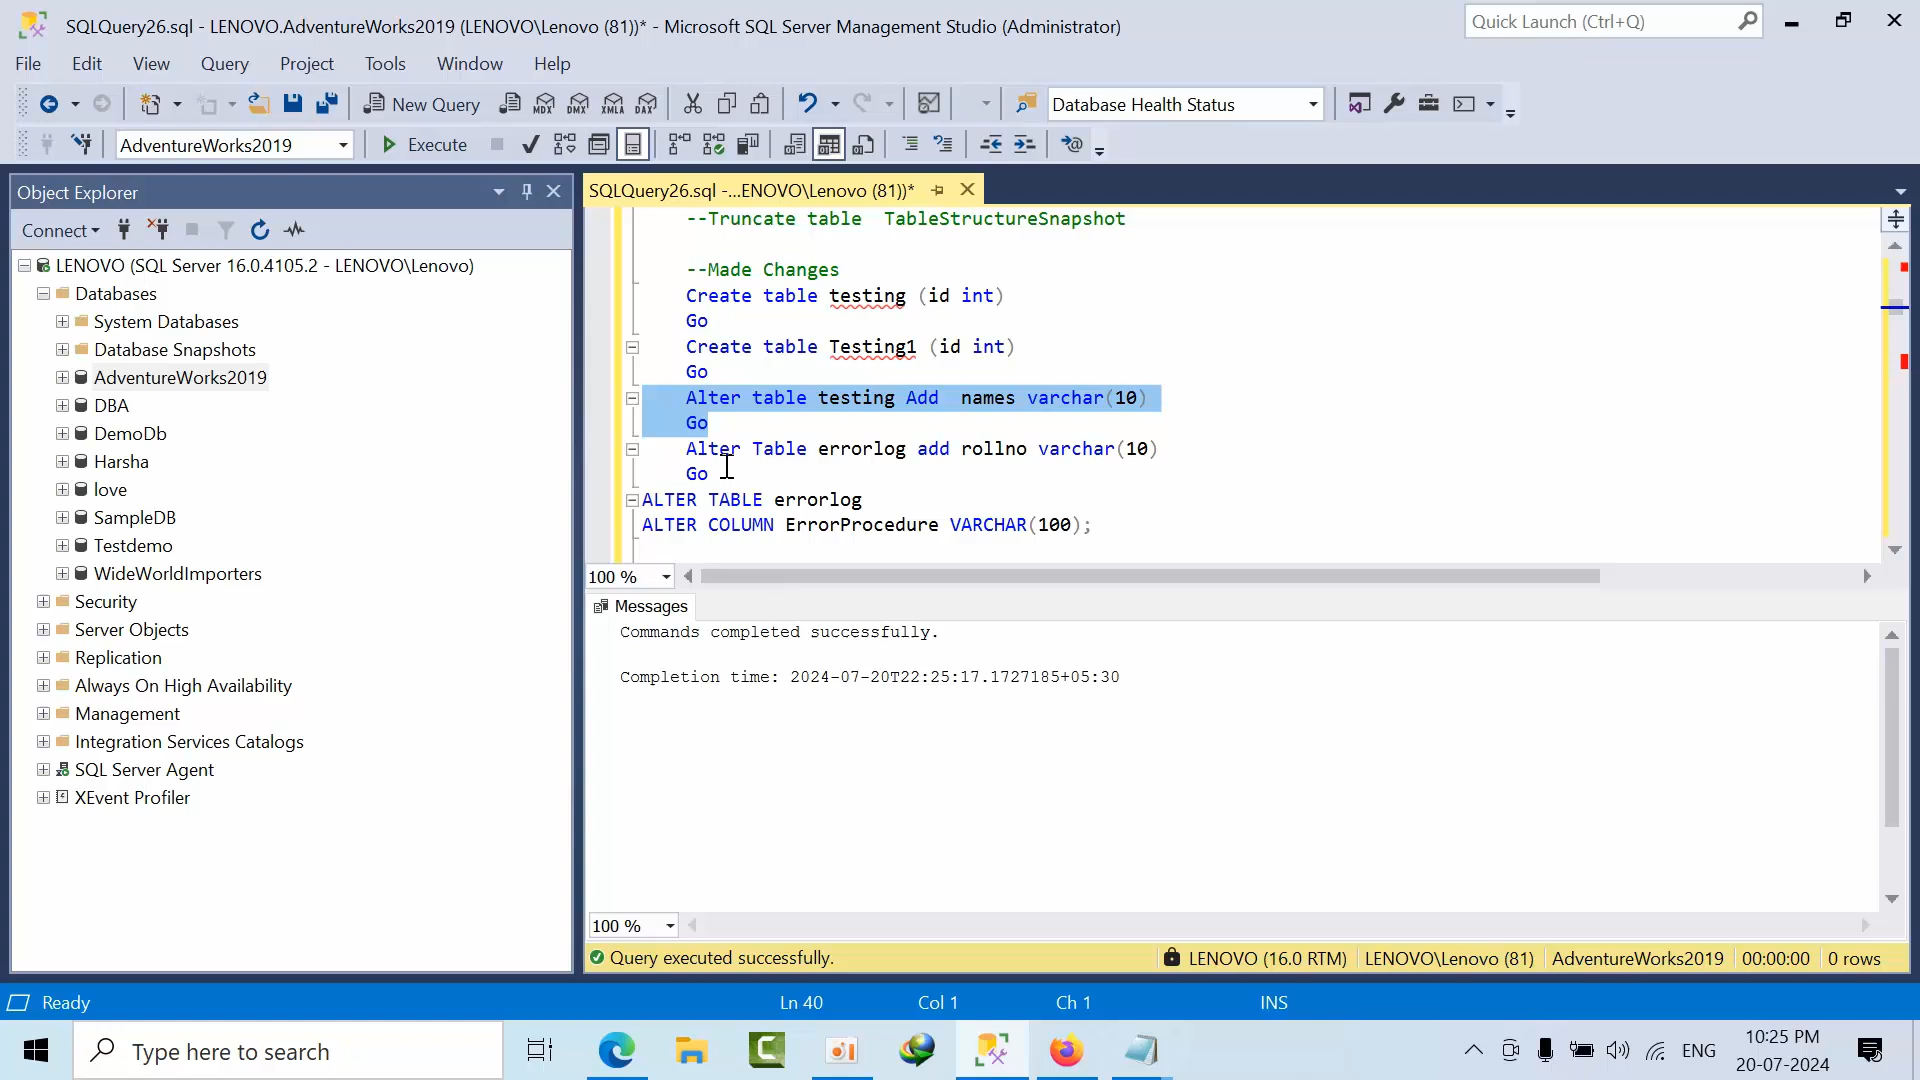 SQLQuery26.sql - LENOVO.AdventureWorks2019 (LENOVO\Lenovo (81))* - Microsoft SQL Server Management Studio (Administrator)
Quick Launch (Ctrl+Q)
File Edit View Query Project Tools Window Help
New Query
MDX DMX XMLA DAX
Database Health Status
AdventureWorks2019
Execute
Object Explorer
Connect
LENOVO (SQL Server 16.0.4105.2 - LENOVO\Lenovo)
Databases
System Databases
Database Snapshots
AdventureWorks2019
DBA
DemoDb
Harsha
love
SampleDB
Testdemo
WideWorldImporters
Security
Server Objects
Replication
Always On High Availability
Management
Integration Services Catalogs
SQL Server Agent
XEvent Profiler
SQLQuery26.sql -...ENOVO\Lenovo (81))*
--Truncate table  TableStructureSnapshot
--Made Changes
Create table testing (id int)
Go
Create table Testing1 (id int)
Go
Alter table testing Add  names varchar(10)
Go
Alter Table errorlog add rollno varchar(10)
Go
ALTER TABLE errorlog
ALTER COLUMN ErrorProcedure VARCHAR(100);
100 %
Messages
Commands completed successfully.
Completion time: 2024-07-20T22:25:17.1727185+05:30
100 %
Query executed successfully.
LENOVO (16.0 RTM)
LENOVO\Lenovo (81)
AdventureWorks2019
00:00:00
0 rows
Ready
Ln 40
Col 1
Ch 1
INS
Type here to search
ENG
10:25 PM
20-07-2024